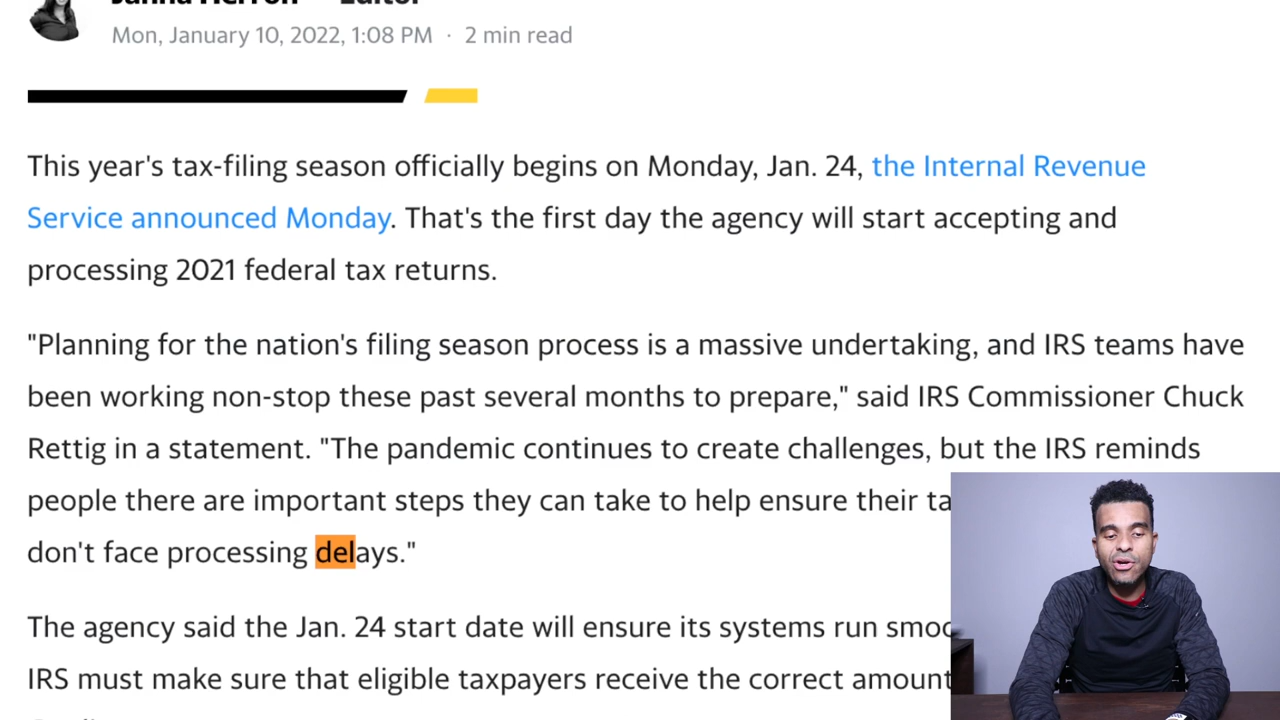 Mon, January 10, 2022, 1:08 PM · 2 min read
This year's tax-filing season officially begins on Monday, Jan. 24, the Internal Revenue
Service announced Monday. That's the first day the agency will start accepting and
processing 2021 federal tax returns.
"Planning for the nation's filing season process is a massive undertaking, and IRS teams have
been working non-stop these past several months to prepare," said IRS Commissioner Chuck
Rettig in a statement. "The pandemic continues to create challenges, but the IRS reminds
people there are important steps they can take to help ensure their
don't face processing delays."
The agency said the Jan. 24 start date will ensure its systems run
IRS must make sure that eligible taxpayers receive the correct amount